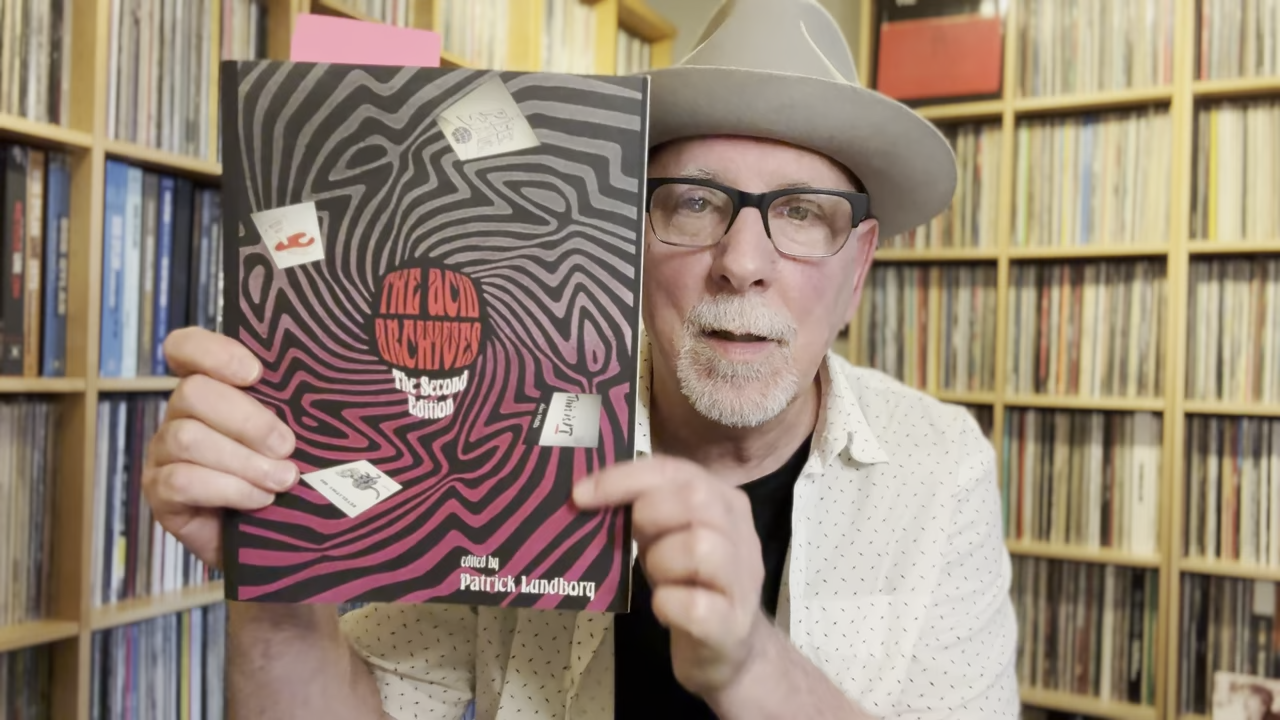 THE ACID
ARCHIVES
The Second
Edition
edited by
Patrick Lundborg